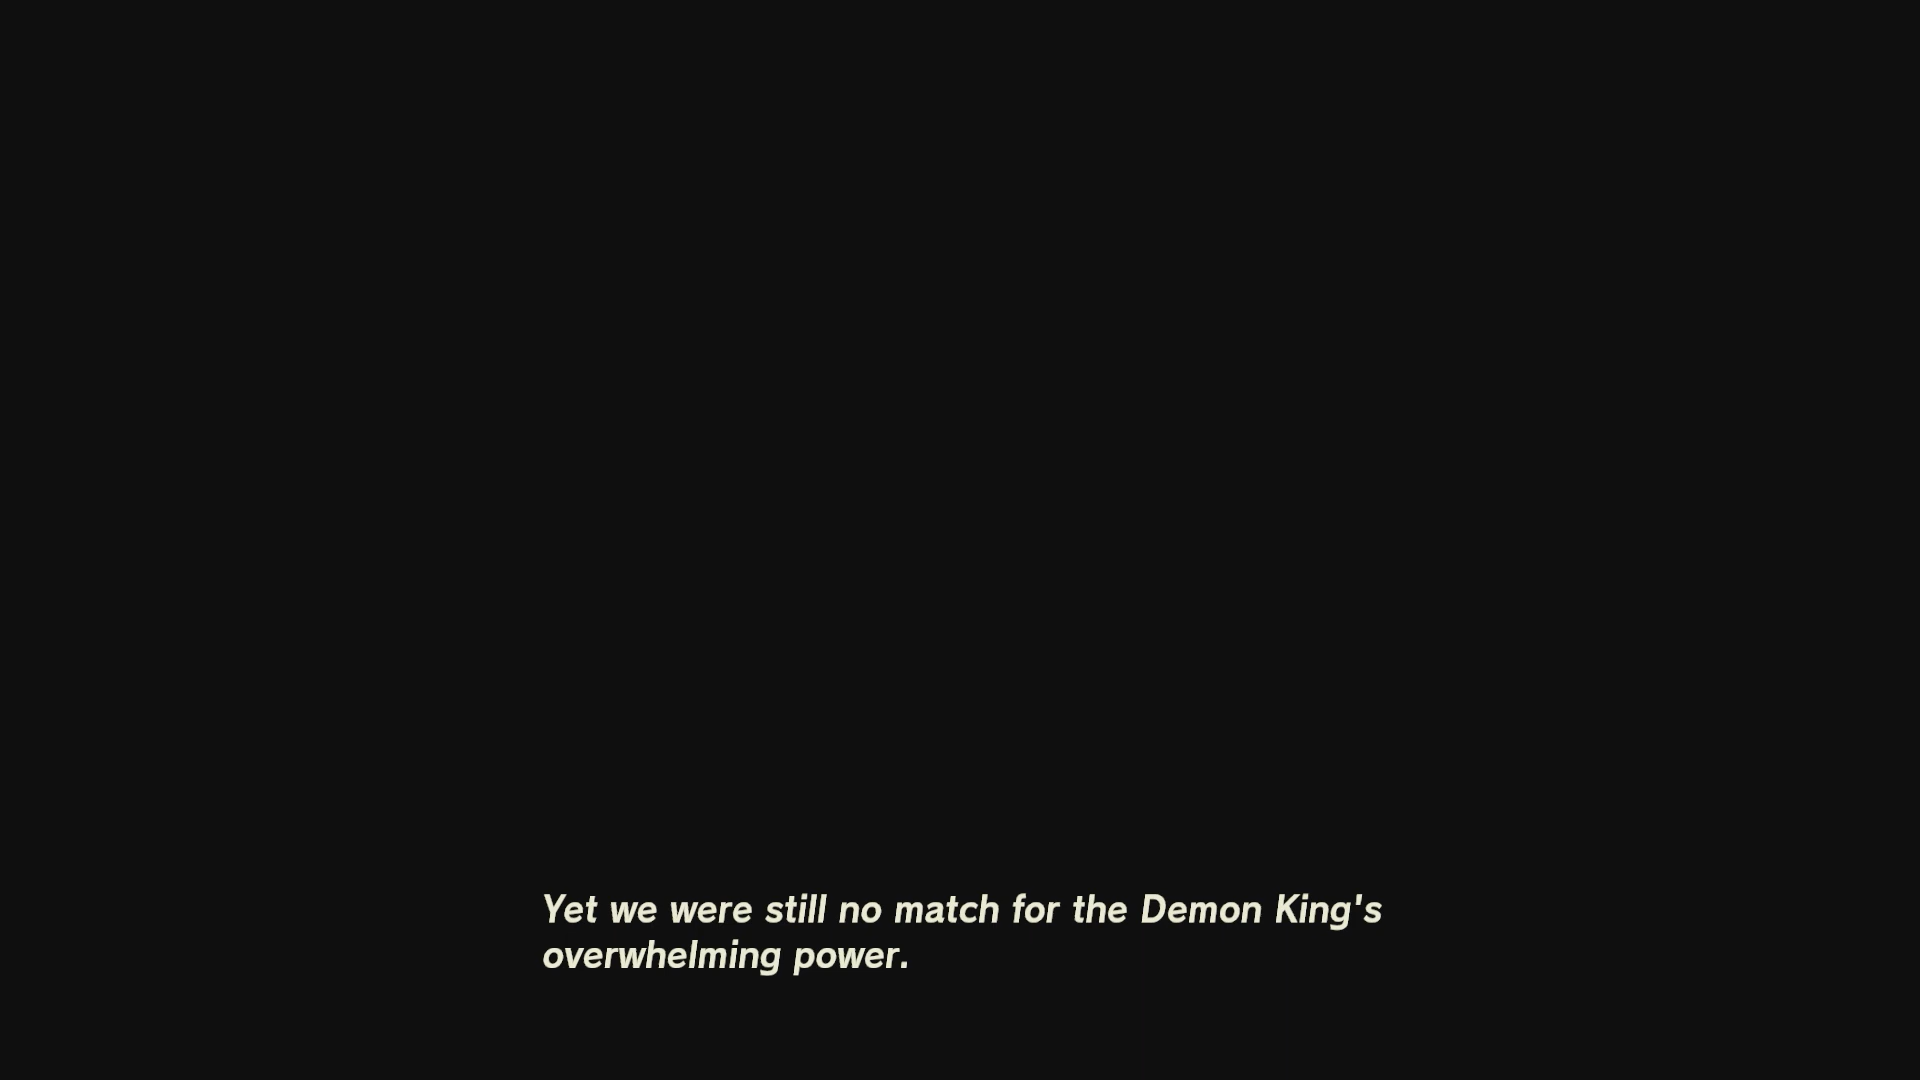 Yet we were still no match for the Demon King's
overwhelming power.